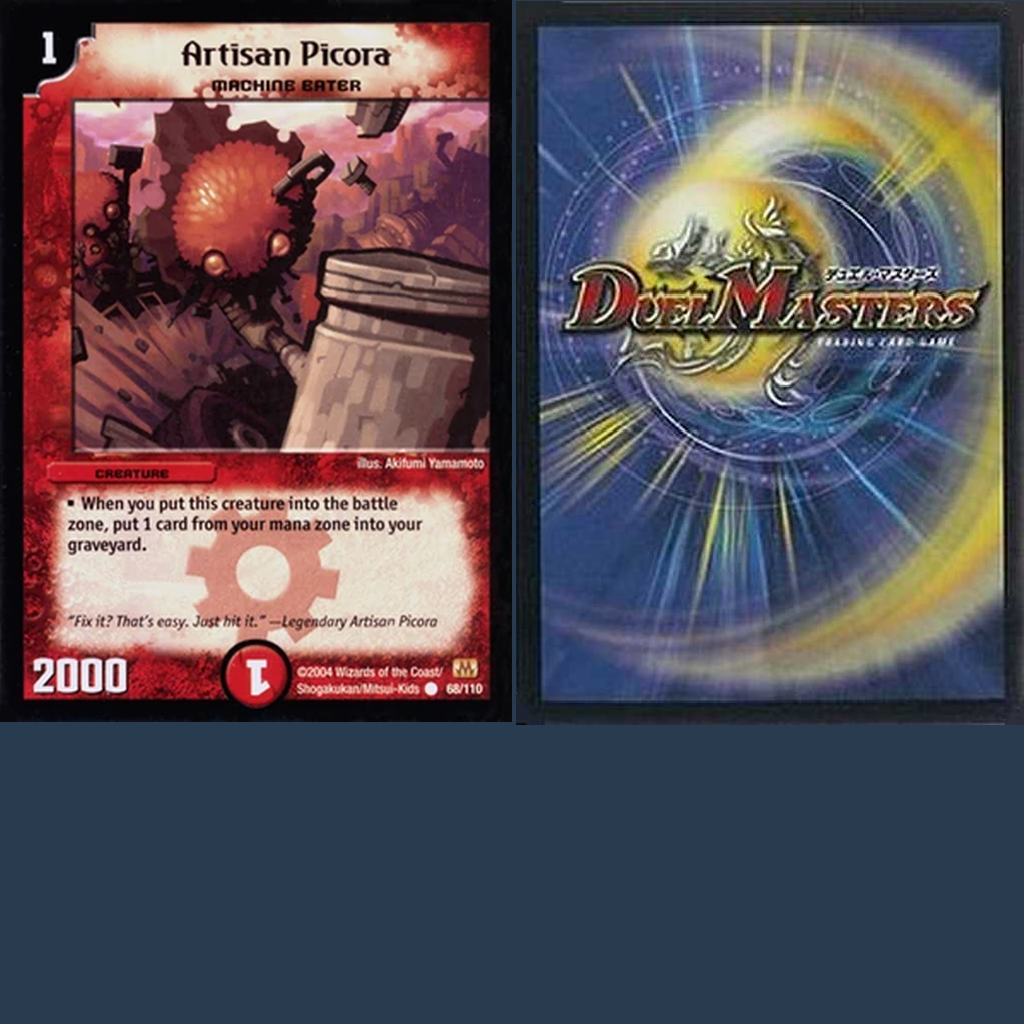 1
Artisan Picora
MACHINE EATER
illus: Akifumi Yamamoto
CREATURE
▪ When you put this creature into the battle
zone, put 1 card from your mana zone into your
graveyard.
"Fix it? That's easy. Just hit it." —Legendary Artisan Picora
2000
1
©2004 Wizards of the Coast/
Shogakukan/Mitsui-Kids ● 68/110
デュエル・マスターズ
DUEL MASTERS
TRADING CARD GAME